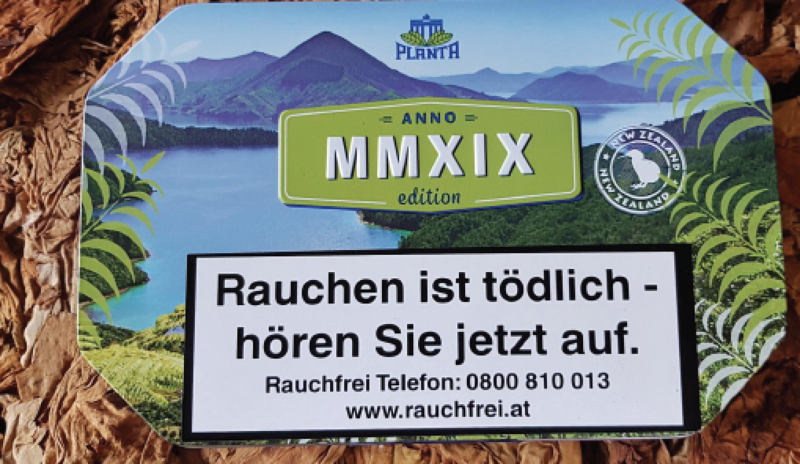 PLANTA
= ANNO =
MMXIX
edition
NEW ZEALAND
NEW ZEALAND
Rauchen ist tödlich -
hören Sie jetzt auf.
Rauchfrei Telefon: 0800 810 013
www.rauchfrei.at